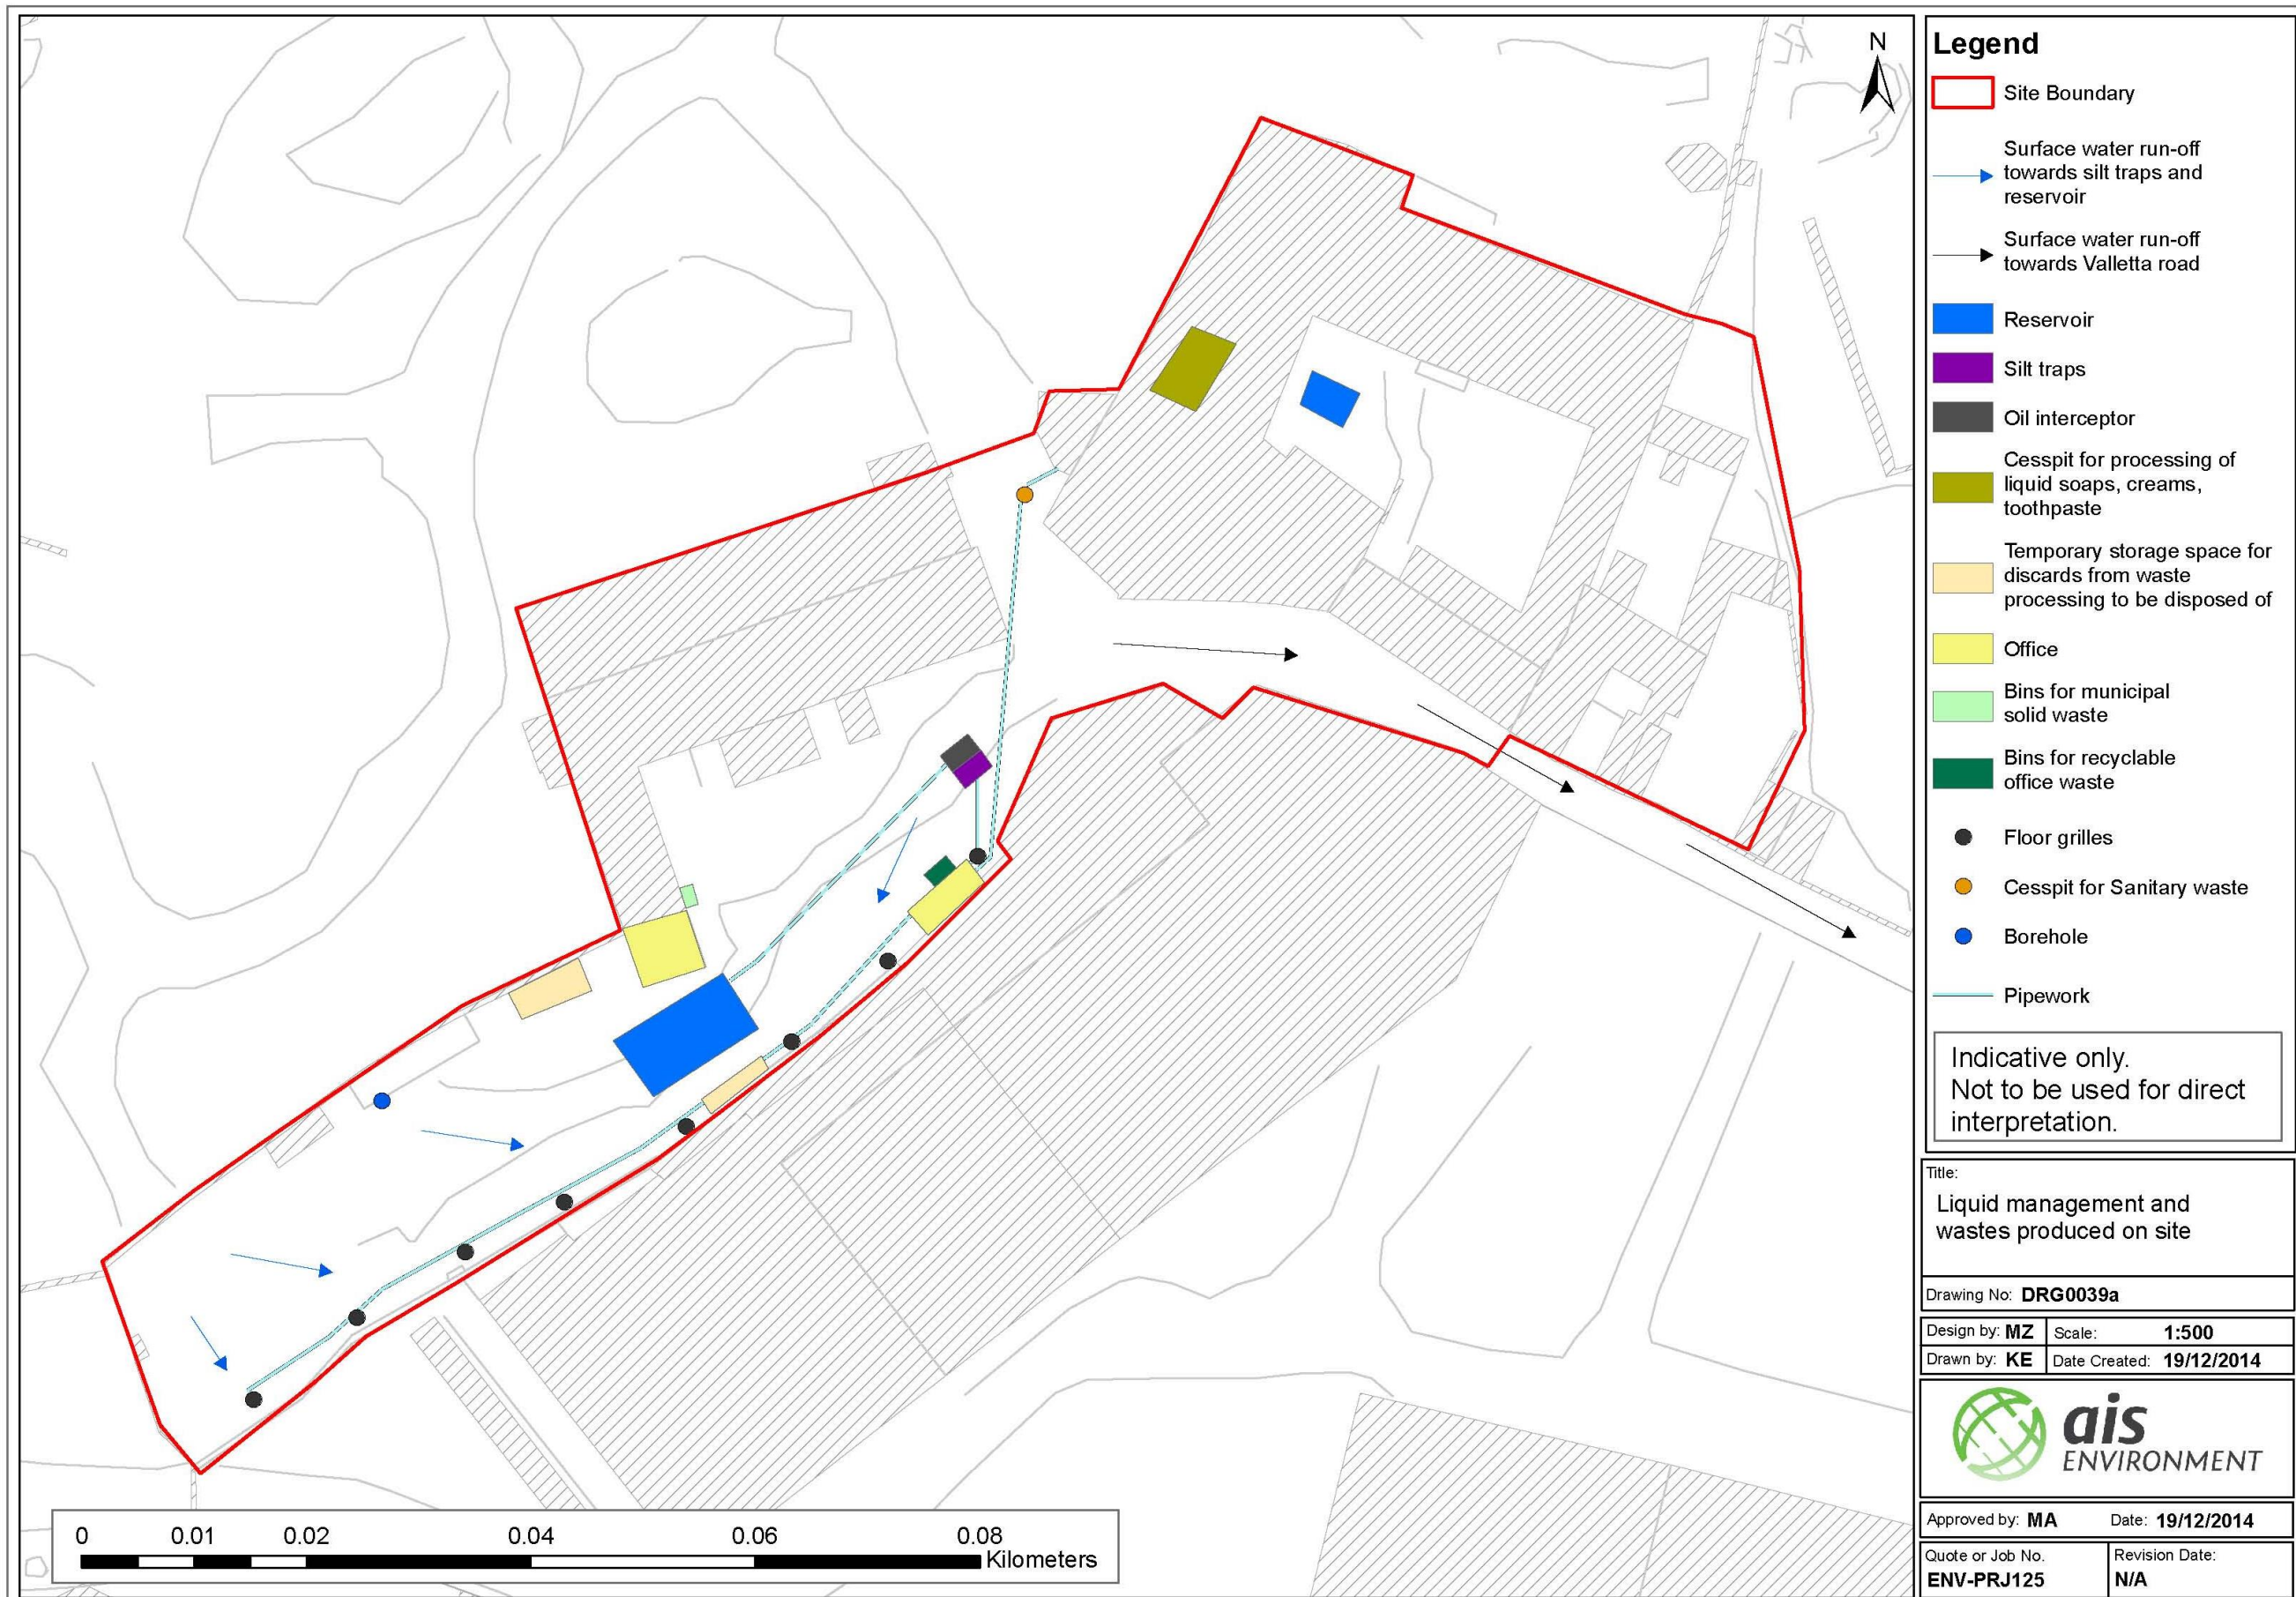 N
Legend
Site Boundary
Surface water run-off
towards silt traps and
reservoir
Surface water run-off
towards Valletta road
Reservoir
Silt traps
Oil interceptor
Cesspit for processing of
liquid soaps, creams,
toothpaste
Temporary storage space for
discards from waste
processing to be disposed of
Office
Bins for municipal
solid waste
Bins for recyclable
office waste
Floor grilles
Cesspit for Sanitary waste
Borehole
Pipework
Indicative only.
Not to be used for direct
interpretation.
Title:
Liquid management and
wastes produced on site
Drawing No: DRG0039a
Design by: MZ Scale: 1:500
Drawn by: KE Date Created: 19/12/2014
ais
ENVIRONMENT
Approved by: MA Date: 19/12/2014
Quote or Job No. Revision Date:
ENV-PRJ125 N/A
0 0.01 0.02 0.04 0.06 0.08
Kilometers